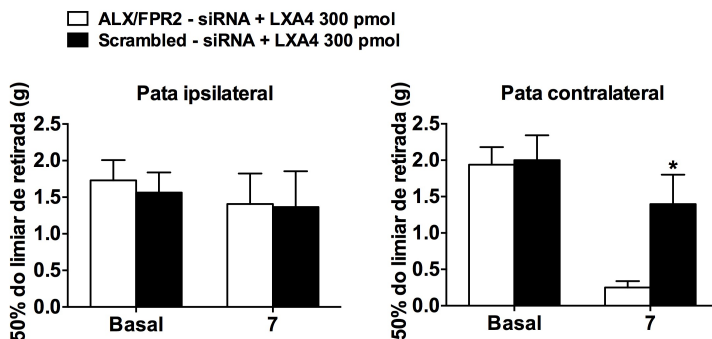 ALX/FPR2 - siRNA + LXA4 300 pmol
Scrambled - siRNA + LXA4 300 pmol
Pata ipsilateral
50% do limiar de retirada (g)
2.5
2.0
1.5
1.0
0.5
0.0
Basal
7
Pata contralateral
50% do limiar de retirada (g)
2.5
2.0
1.5
1.0
0.5
0.0
*
Basal
7